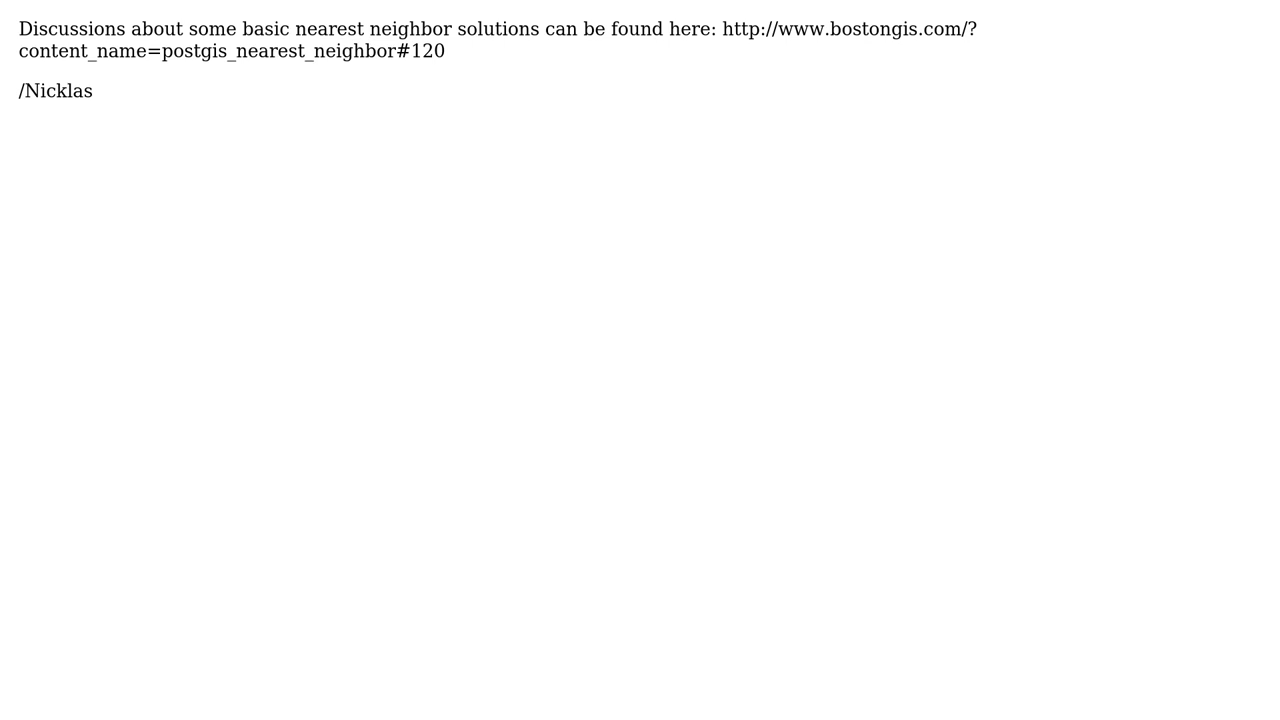 Discussions about some basic nearest neighbor solutions can be found here: http://www.bostongis.com/?
content_name=postgis_nearest_neighbor#120
/Nicklas